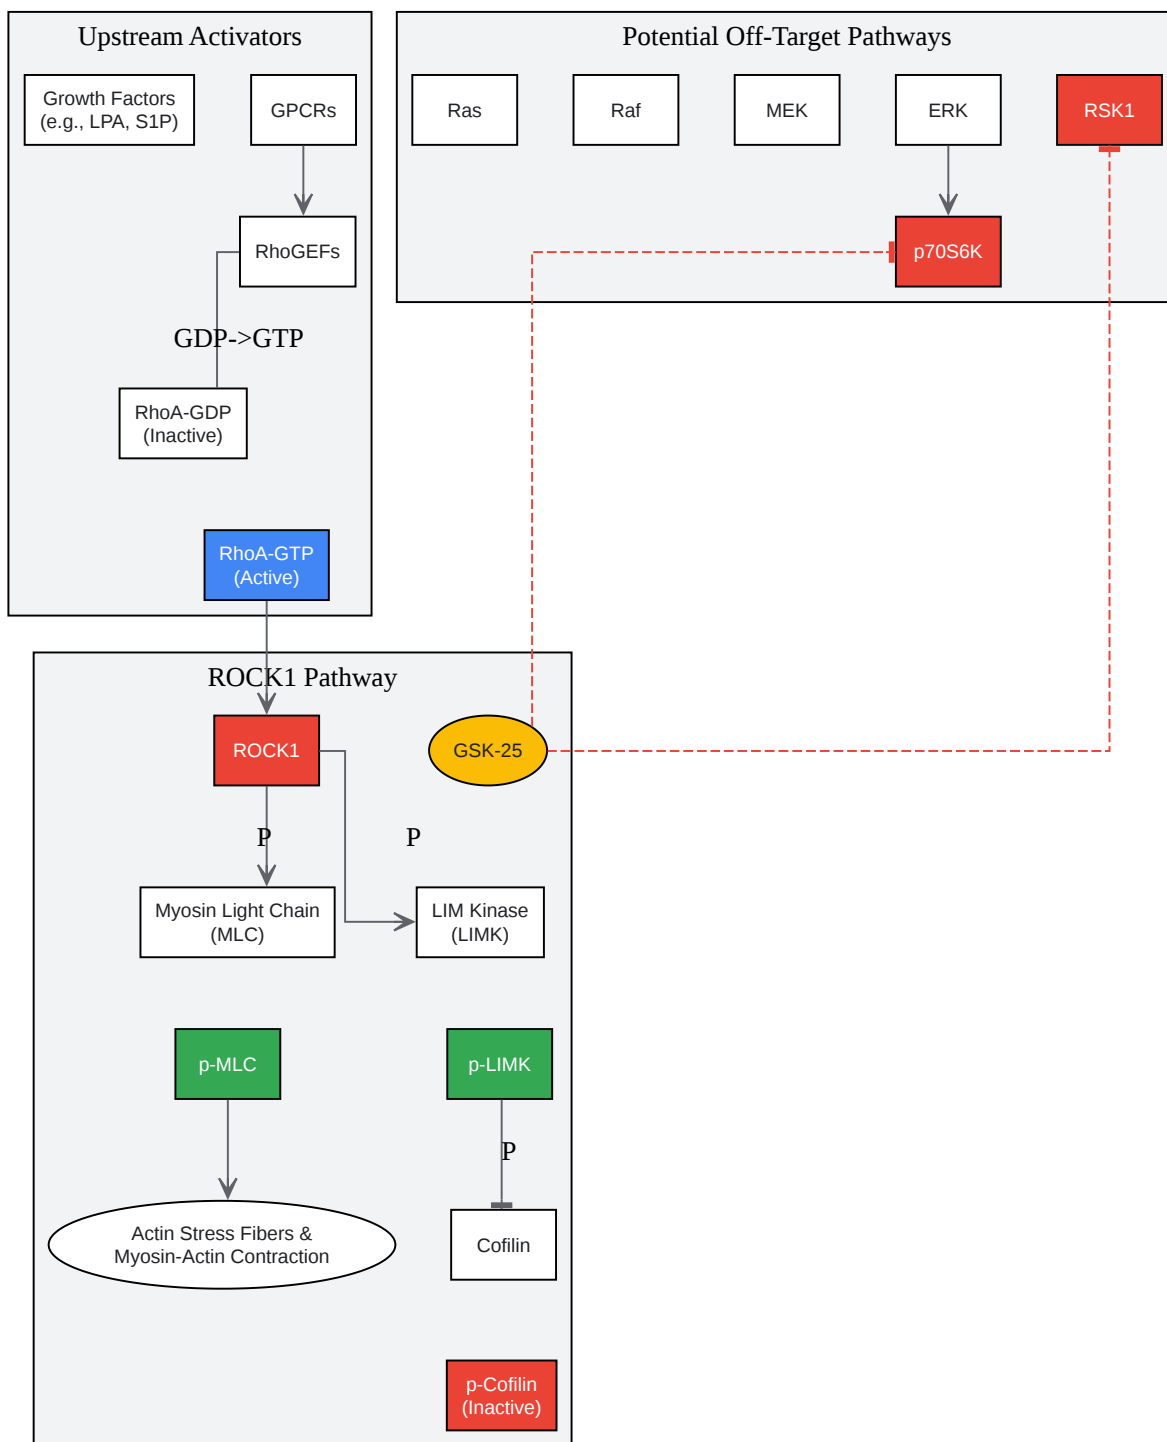 Upstream Activators
Growth Factors
(e.g., LPA, S1P)
GPCRs
RhoGEFs
GDP->GTP
RhoA-GDP
(Inactive)
RhoA-GTP
(Active)
Potential Off-Target Pathways
Ras
Raf
MEK
ERK
RSK1
p70S6K
ROCK1 Pathway
ROCK1
GSK-25
P
P
Myosin Light Chain
(MLC)
LIM Kinase
(LIMK)
p-MLC
p-LIMK
P
Actin Stress Fibers &
Myosin-Actin Contraction
Cofilin
p-Cofilin
(Inactive)